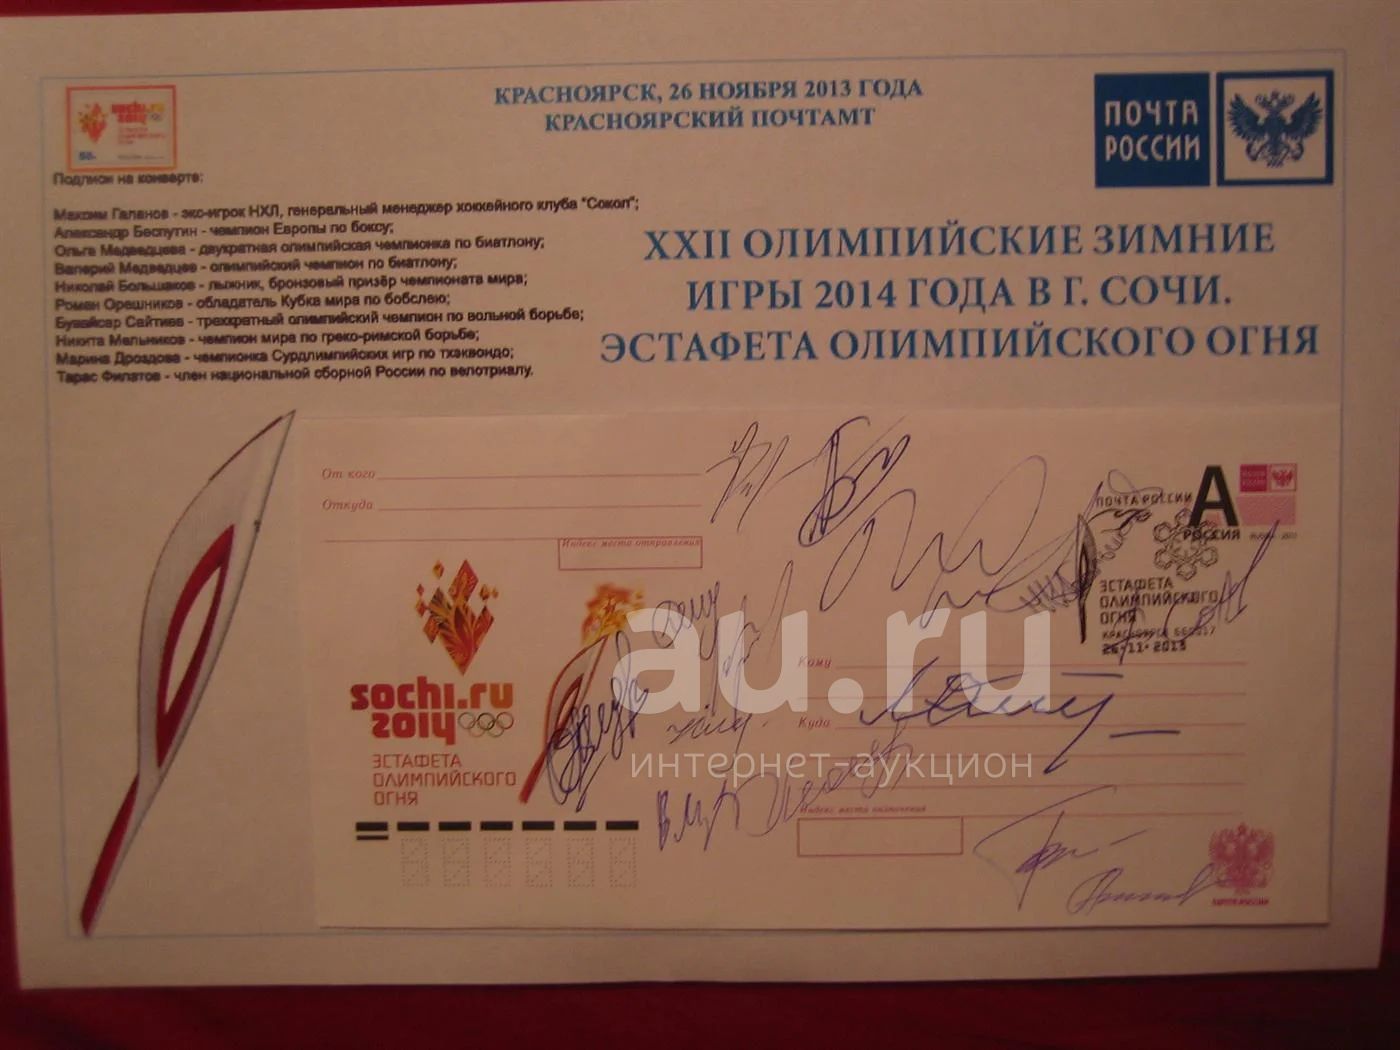 КРАСНОЯРСК, 26 НОЯБРЯ 2013 ГОДА
КРАСНОЯРСКИЙ ПОЧТАМТ
ПОЧТА
РОССИИ
sochi.ru
2014
Подписи на конверте:
Максим Галанов - экс-игрок НХЛ, генеральный менеджер хоккейного клуба "Сокол";
Александр Беспутин - чемпион Европы по боксу;
Ольга Медведцева - двукратная олимпийская чемпионка по биатлону;
Валерий Медведцев - олимпийский чемпион по биатлону;
Николай Большаков - лыжник, бронзовый призёр чемпионата мира;
Роман Орешников - обладатель Кубка мира по бобслею;
Бувайсар Сайтиев - трехкратный олимпийский чемпион по вольной борьбе;
Никита Мельников - чемпион мира по греко-римской борьбе;
Марина Дроздова - чемпионка Сурдлимпийских игр по тхэквондо;
Тарас Филатов - член национальной сборной России по велотриалу.
XXII ОЛИМПИЙСКИЕ ЗИМНИЕ
ИГРЫ 2014 ГОДА В Г. СОЧИ.
ЭСТАФЕТА ОЛИМПИЙСКОГО ОГНЯ
От кого
Откуда
Индекс места отправления
sochi.ru
2014
ЭСТАФЕТА
ОЛИМПИЙСКОГО
ОГНЯ
ПОЧТА РОССИИ
А
РОССИЯ
ЭСТАФЕТА
ОЛИМПИЙСКОГО
ОГНЯ
КРАСНОЯРСК 660017
26·11·2013
Кому
Куда
Индекс места назначения
au.ru
интернет-аукцион